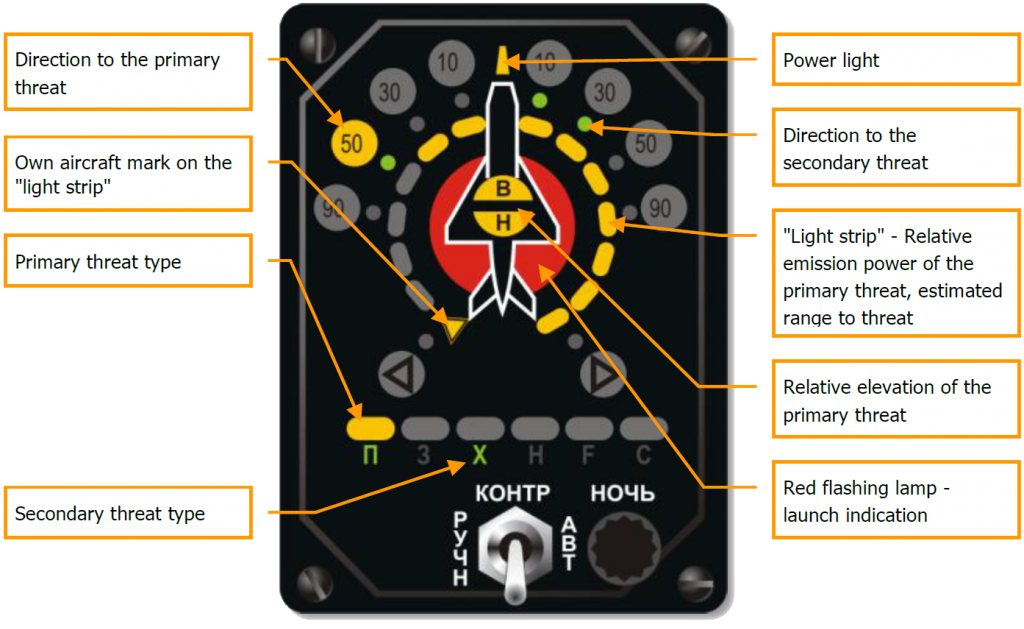 Direction to the primary
threat
Own aircraft mark on the
"light strip"
Primary threat type
Secondary threat type
10
10
30
30
50
50
90
90
В
Н
П З Х Н F С
КОНТР НОЧЬ
РУЧН
АВТ
Power light
Direction to the
secondary threat
"Light strip" - Relative
emission power of the
primary threat, estimated
range to threat
Relative elevation of the
primary threat
Red flashing lamp -
launch indication